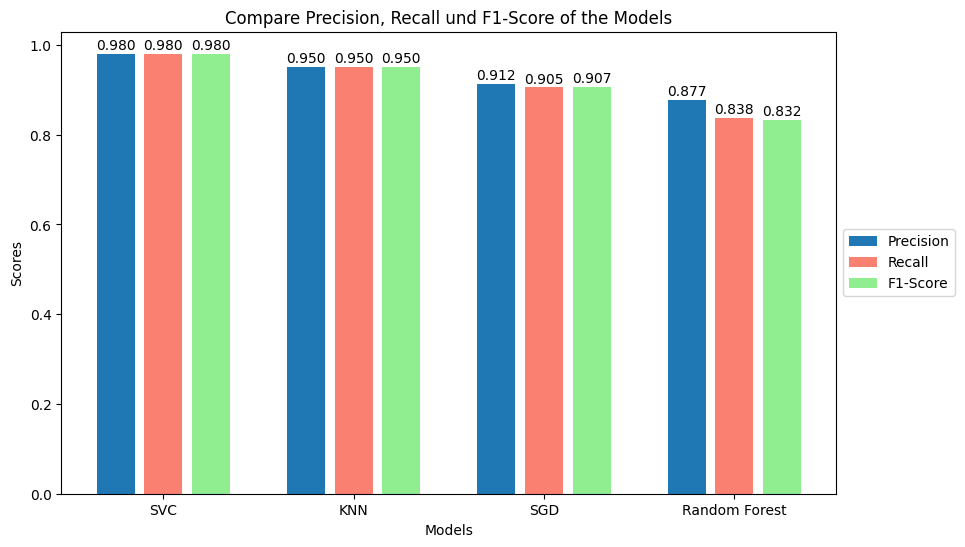 Compare Precision, Recall und F1-Score of the Models
1.0
0.8
0.6
0.4
0.2
0.0
Scores
0.980 0.980 0.980
0.950 0.950 0.950
0.912 0.905 0.907
0.877 0.838 0.832
SVC KNN SGD Random Forest
Models
Precision
Recall
F1-Score